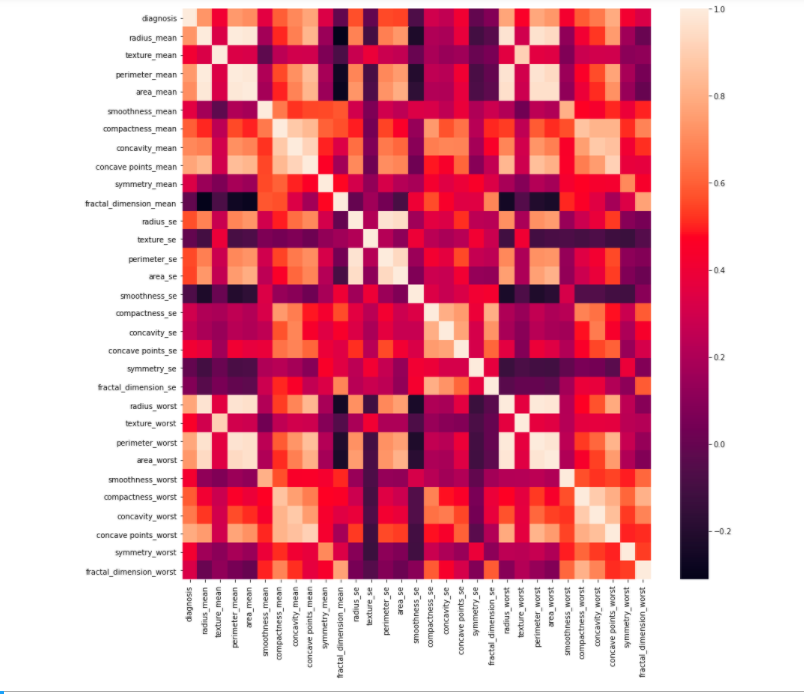 diagnosis
radius_mean
texture_mean
perimeter_mean
area_mean
smoothness_mean
compactness_mean
concavity_mean
concave points_mean
symmetry_mean
fractal_dimension_mean
radius_se
texture_se
perimeter_se
area_se
smoothness_se
compactness_se
concavity_se
concave points_se
symmetry_se
fractal_dimension_se
radius_worst
texture_worst
perimeter_worst
area_worst
smoothness_worst
compactness_worst
concavity_worst
concave points_worst
symmetry_worst
fractal_dimension_worst
diagnosis
radius_mean
texture_mean
perimeter_mean
area_mean
smoothness_mean
compactness_mean
concavity_mean
concave points_mean
symmetry_mean
fractal_dimension_mean
radius_se
texture_se
perimeter_se
area_se
smoothness_se
compactness_se
concavity_se
concave points_se
symmetry_se
fractal_dimension_se
radius_worst
texture_worst
perimeter_worst
area_worst
smoothness_worst
compactness_worst
concavity_worst
concave points_worst
symmetry_worst
fractal_dimension_worst
1.0
0.8
0.6
0.4
0.2
0.0
−0.2